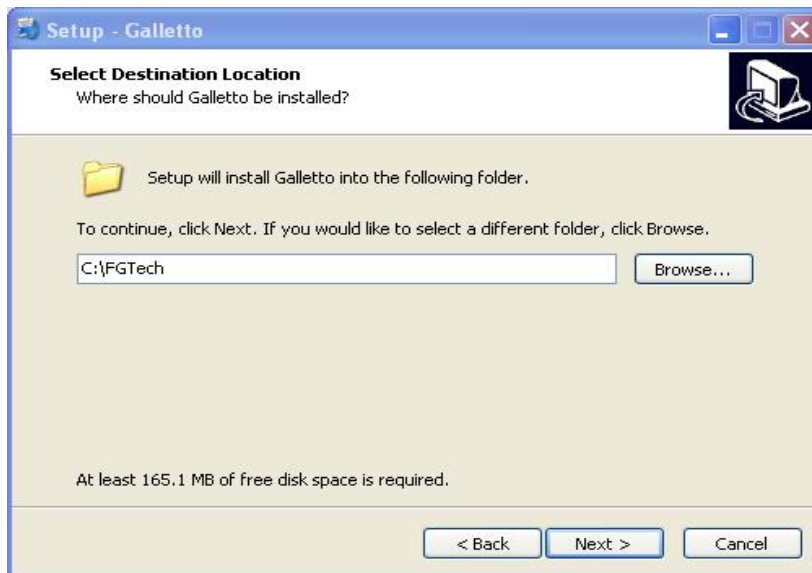 Setup - Galletto
Select Destination Location
Where should Galletto be installed?
Setup will install Galletto into the following folder.
To continue, click Next. If you would like to select a different folder, click Browse.
C:\FGTech
Browse...
At least 165.1 MB of free disk space is required.
< Back
Next >
Cancel